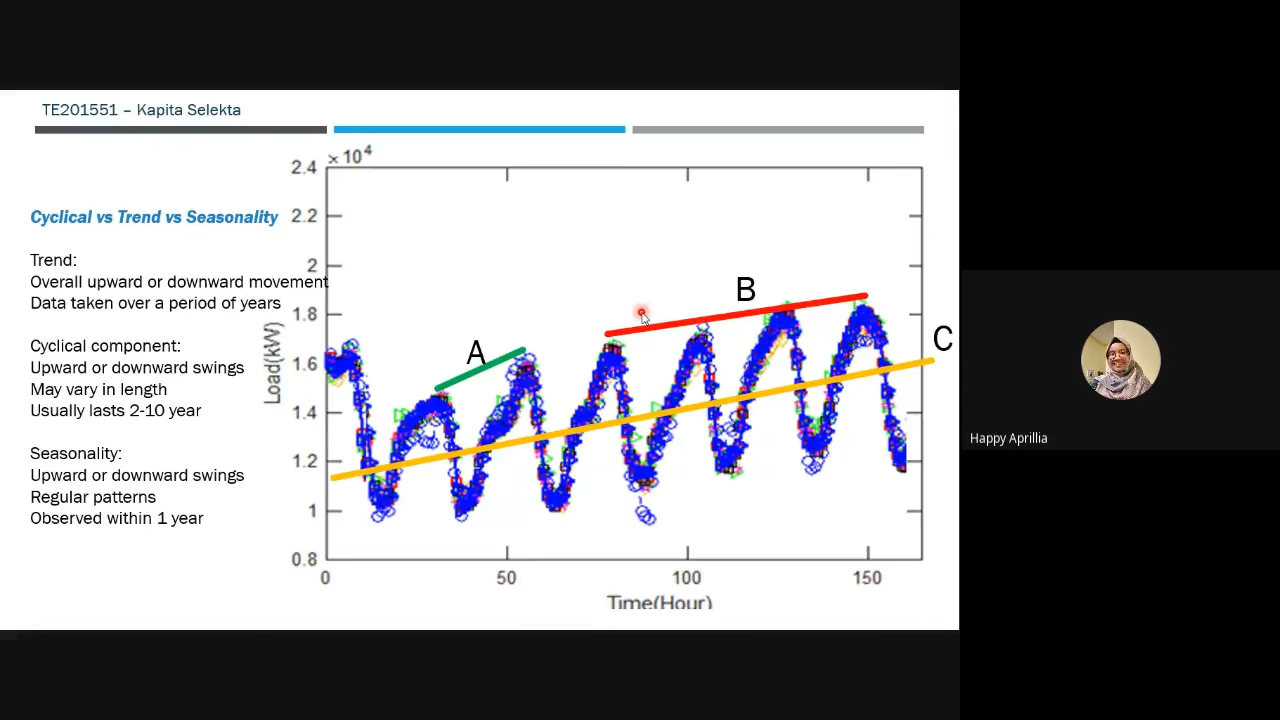 TE201551 – Kapita Selekta
Cyclical vs Trend vs Seasonality
Trend:
Overall upward or downward movement
Data taken over a period of years
Cyclical component:
Upward or downward swings
May vary in length
Usually lasts 2-10 year
Seasonality:
Upward or downward swings
Regular patterns
Observed within 1 year
× 10⁴
2.4
2.2
2
1.8
1.6
1.4
1.2
1
0.8
Load(kW)
A
B
C
0
50
100
150
Time(Hour)
Happy Aprillia